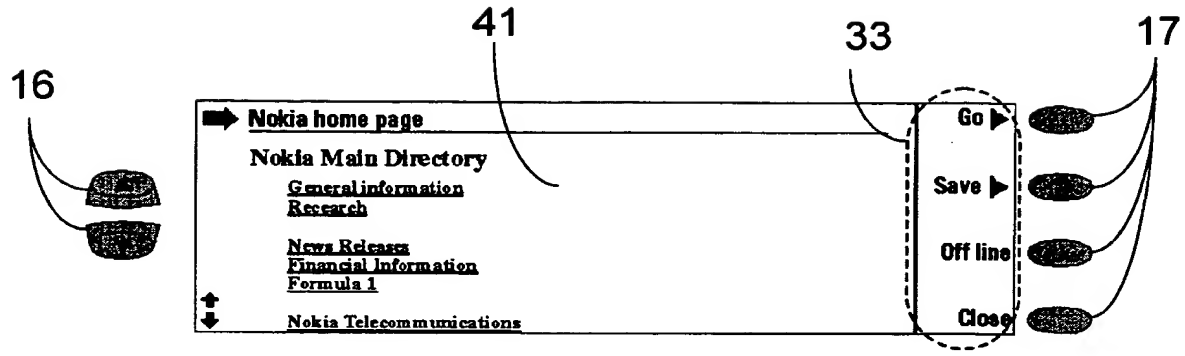 41
33
17
16
Nokia home page
Go
Nokia Main Directory
General information
Save
Recearch
News Releases
Off line
Financial Information
Formula 1
Nokia Telecommunications
Close